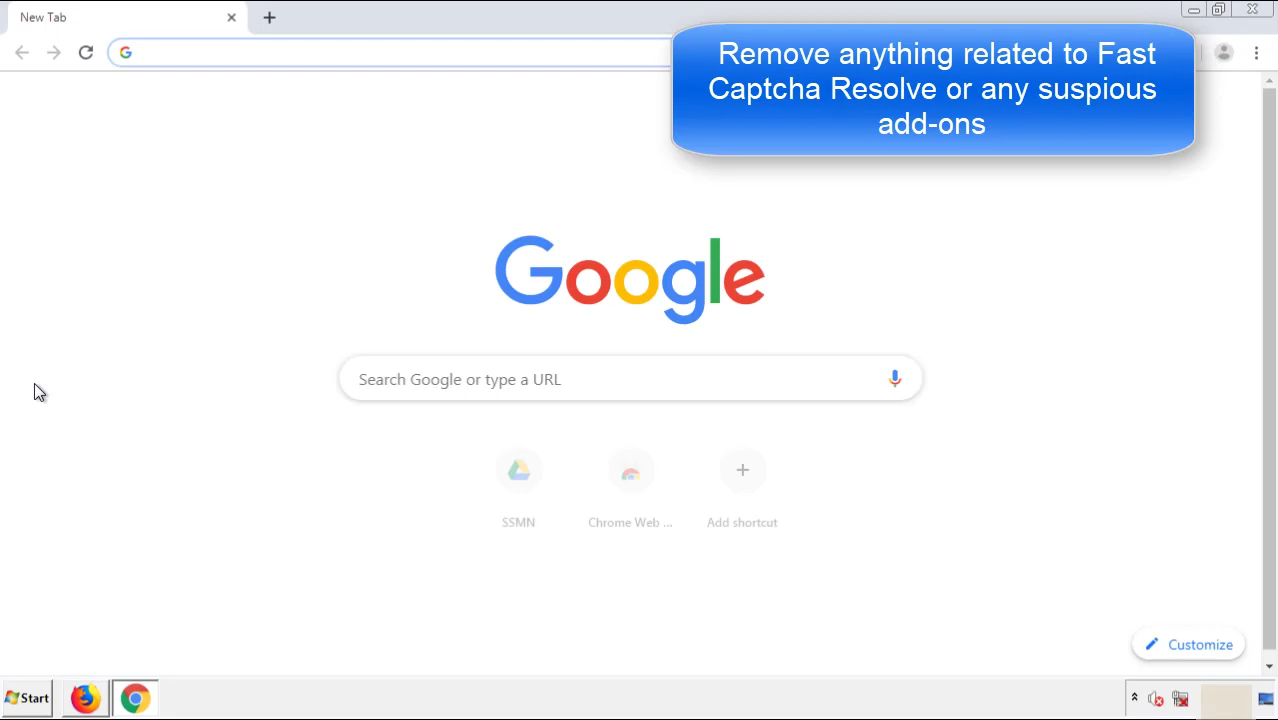 New Tab
Remove anything related to Fast
Captcha Resolve or any suspious
add-ons
Google
Search Google or type a URL
SSMN
Chrome Web ...
Add shortcut
Customize
Start